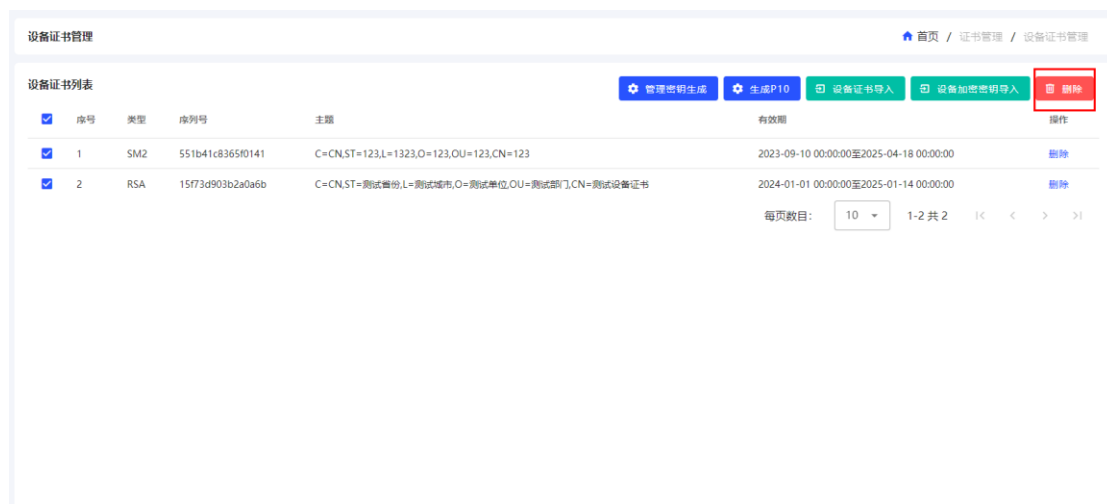 设备证书管理 首页 / 证书管理 / 设备证书管理
设备证书列表 管理密钥生成 生成P10 设备证书导入 设备加密密钥导入 删除
序号 类型 序列号 主题 有效期 操作
1 SM2 551b41c8365f0141 C=CN,ST=123,L=1323,O=123,OU=123,CN=123 2023-09-10 00:00:00至2025-04-18 00:00:00 删除
2 RSA 15f73d903b2a0a6b C=CN,ST=测试省份,L=测试城市,O=测试单位,OU=测试部门,CN=测试设备证书 2024-01-01 00:00:00至2025-01-14 00:00:00 删除
每页数目: 10 1-2 共 2